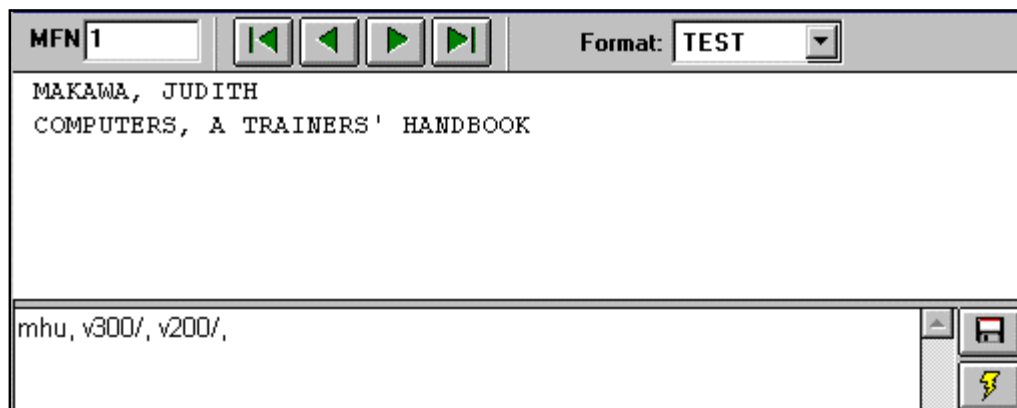 MFN 1 Format: TEST
MAKAWA, JUDITH
COMPUTERS, A TRAINERS' HANDBOOK
mhu, v300/, v200/,